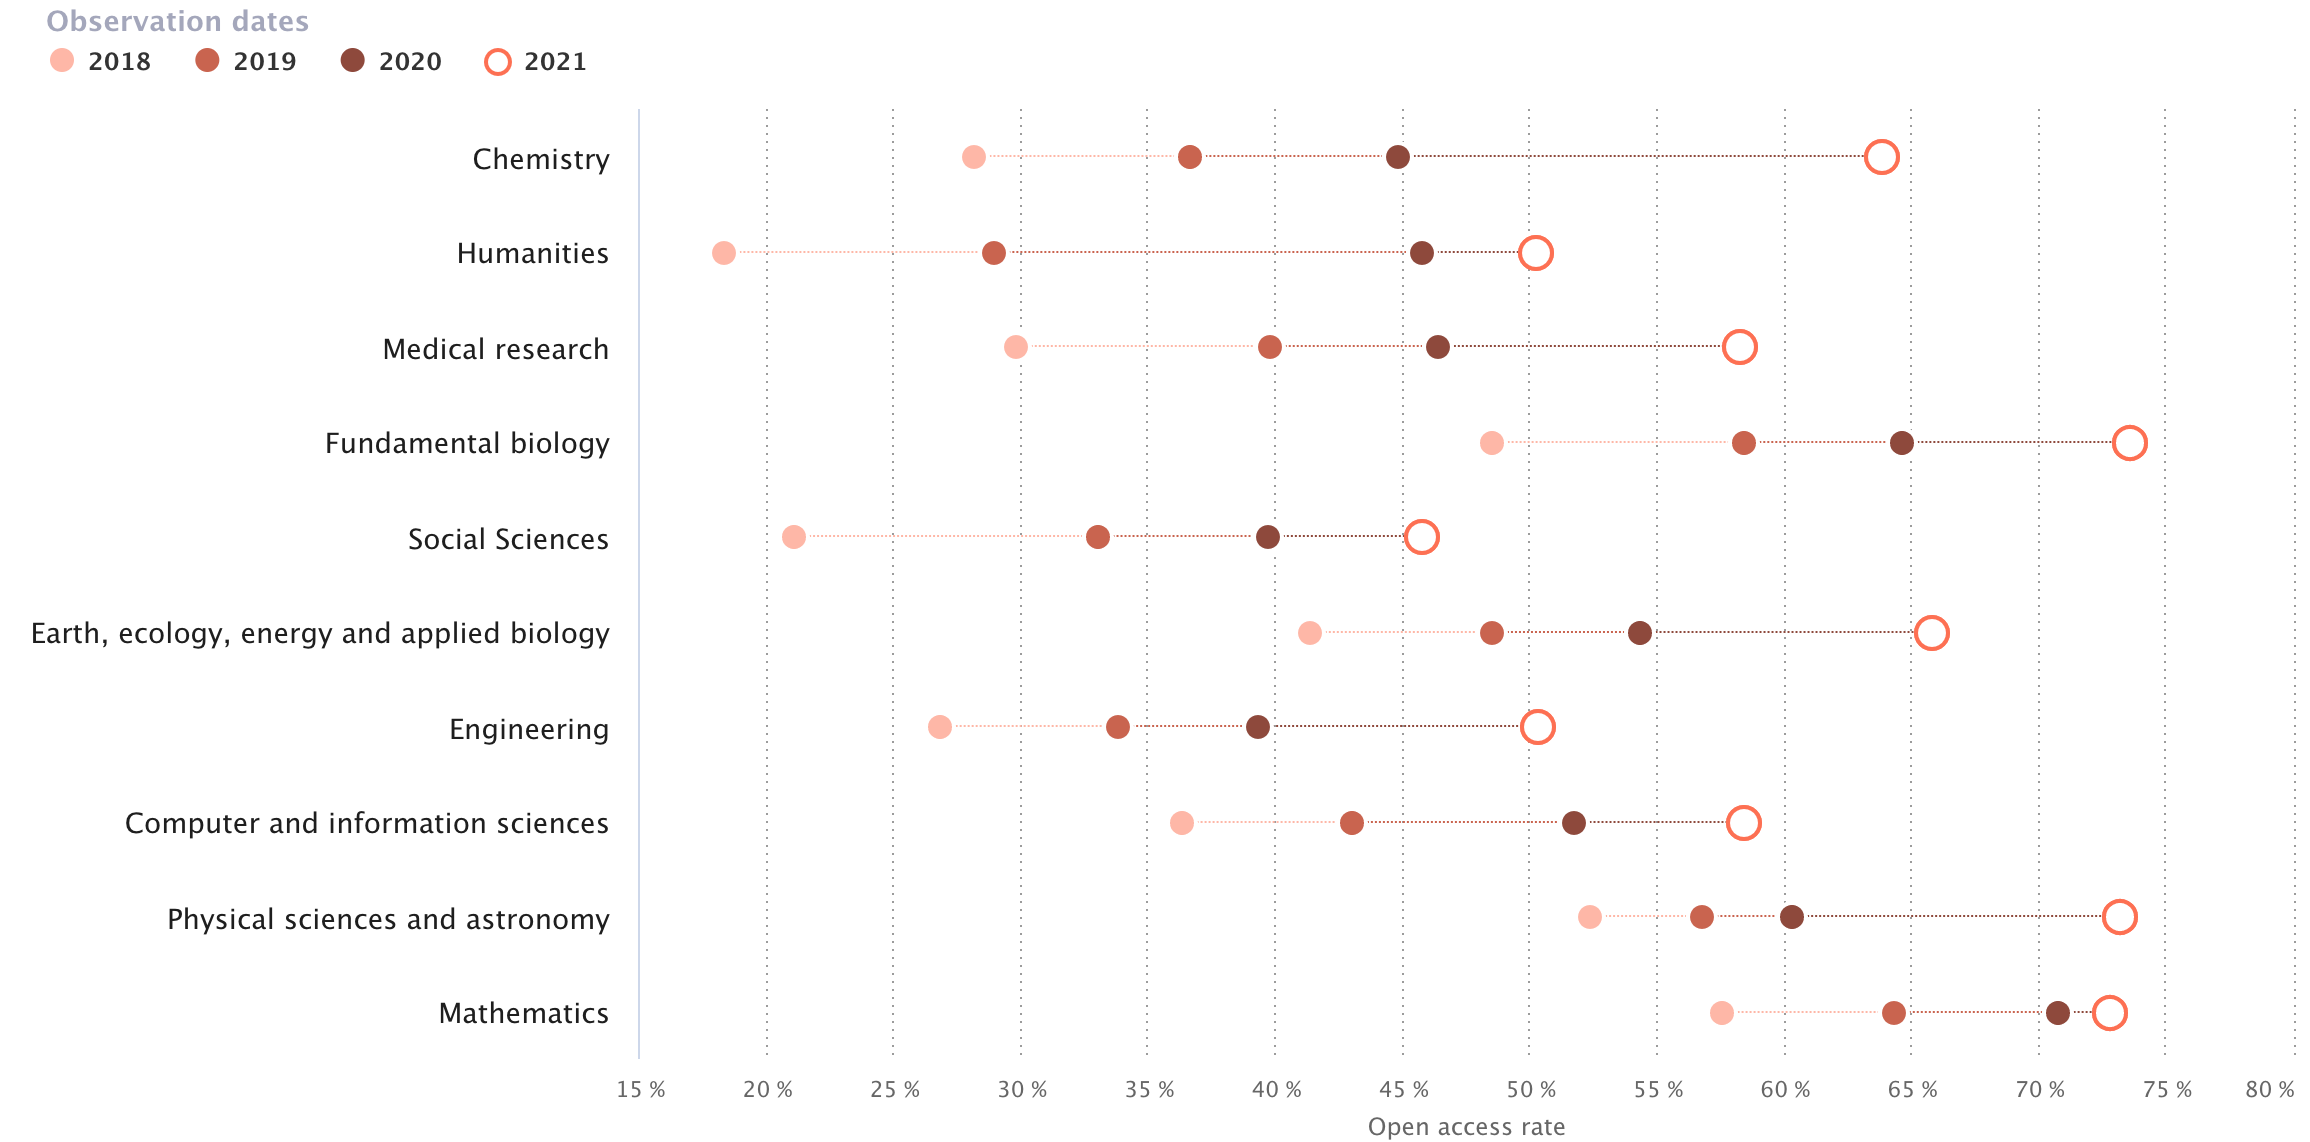 Observation dates
2018 2019 2020 2021
Chemistry
Humanities
Medical research
Fundamental biology
Social Sciences
Earth, ecology, energy and applied biology
Engineering
Computer and information sciences
Physical sciences and astronomy
Mathematics
15 % 20 % 25 % 30 % 35 % 40 % 45 % 50 % 55 % 60 % 65 % 70 % 75 % 80 %
Open access rate